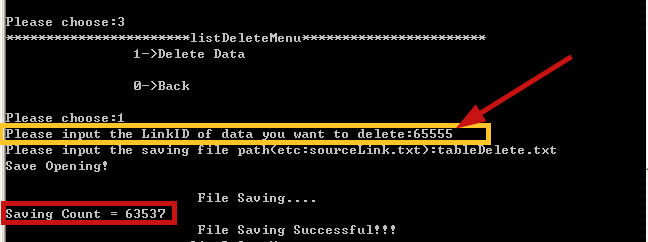 Please choose:3
***********************listDeleteMenu***********************
1->Delete Data
0->Back
Please choose:1
Please input the LinkID of data you want to delete:65555
Please input the saving file path(etc:sourceLink.txt):tableDelete.txt
Save Opening!
File Saving....
Saving Count = 63537
File Saving Successful!!!